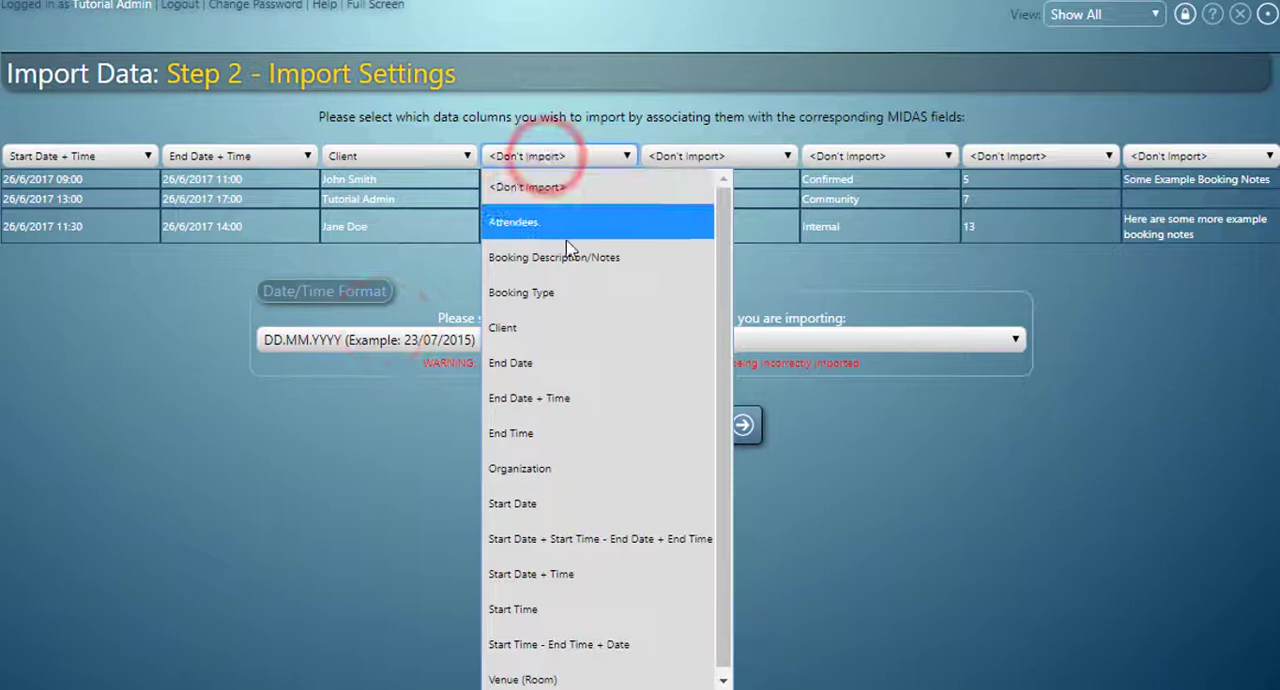 Logged in as Tutorial Admin | Logout | Change Password | Help | Full Screen
View: Show All
Import Data: Step 2 - Import Settings
Please select which data columns you wish to import by associating them with the corresponding MIDAS fields:
Start Date + Time End Date + Time Client <Don't Import> <Don't Import> <Don't Import> <Don't Import> <Don't Import>
26/6/2017 09:00 26/6/2017 11:00 John Smith Confirmed 5 Some Example Booking Notes
26/6/2017 13:00 26/6/2017 17:00 Tutorial Admin Community 7
26/6/2017 11:30 26/6/2017 14:00 Jane Doe Internal 13 Here are some more example
booking notes
<Don't Import>
Attendees
Booking Description/Notes
Booking Type
Client
End Date
End Date + Time
End Time
Organization
Start Date
Start Date + Start Time - End Date + End Time
Start Date + Time
Start Time
Start Time - End Time + Date
Venue (Room)
Date/Time Format
Please you are importing:
DD.MM.YYYY (Example: 23/07/2015)
WARNING: being incorrectly imported